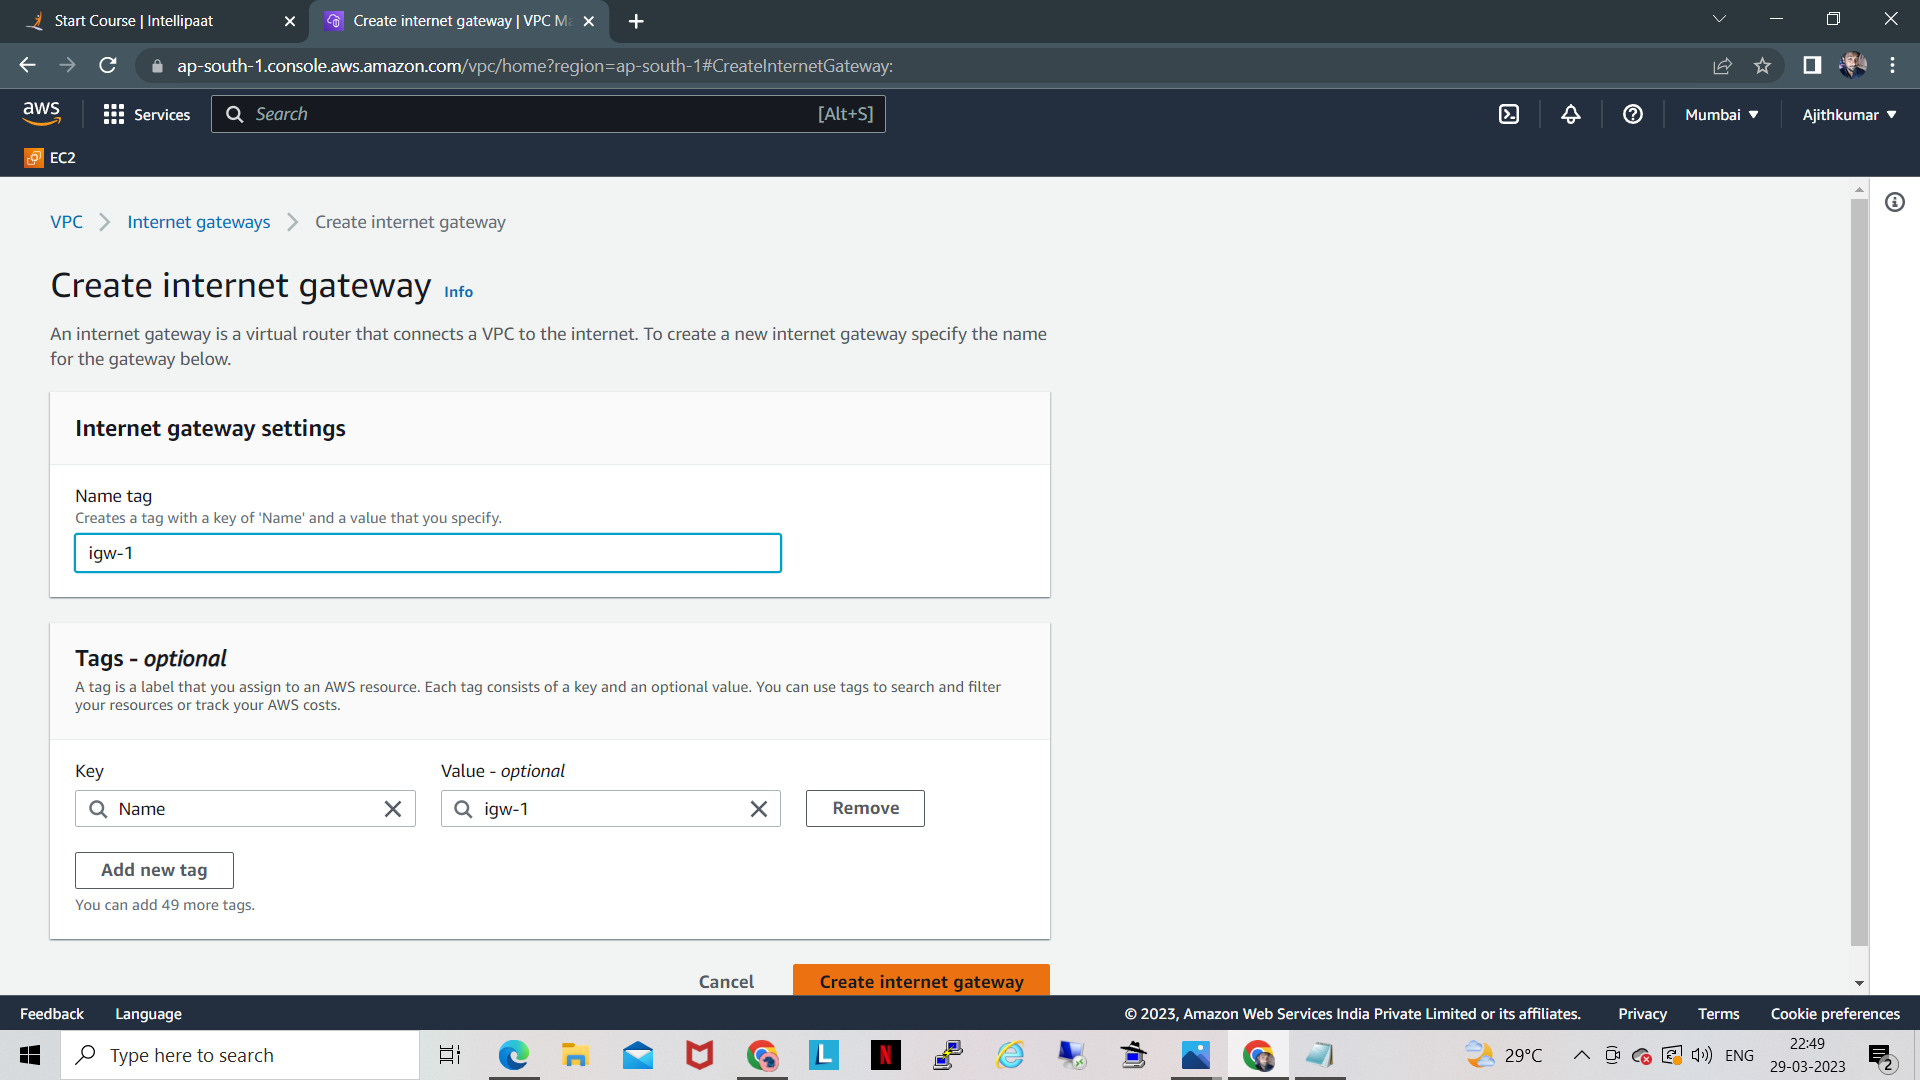 Start Course | Intellipaat
Create internet gateway | VPC Ma
ap-south-1.console.aws.amazon.com/vpc/home?region=ap-south-1#CreateInternetGateway:
aws
Services
Search
[Alt+S]
Mumbai
Ajithkumar
EC2
VPC
Internet gateways
Create internet gateway
Create internet gateway
Info
An internet gateway is a virtual router that connects a VPC to the internet. To create a new internet gateway specify the name
for the gateway below.
Internet gateway settings
Name tag
Creates a tag with a key of 'Name' and a value that you specify.
igw-1
Tags - optional
A tag is a label that you assign to an AWS resource. Each tag consists of a key and an optional value. You can use tags to search and filter
your resources or track your AWS costs.
Key
Value - optional
Name
igw-1
Remove
Add new tag
You can add 49 more tags.
Cancel
Create internet gateway
Feedback
Language
© 2023, Amazon Web Services India Private Limited or its affiliates.
Privacy
Terms
Cookie preferences
Type here to search
L
N
29°C
ENG
22:49
29-03-2023
2